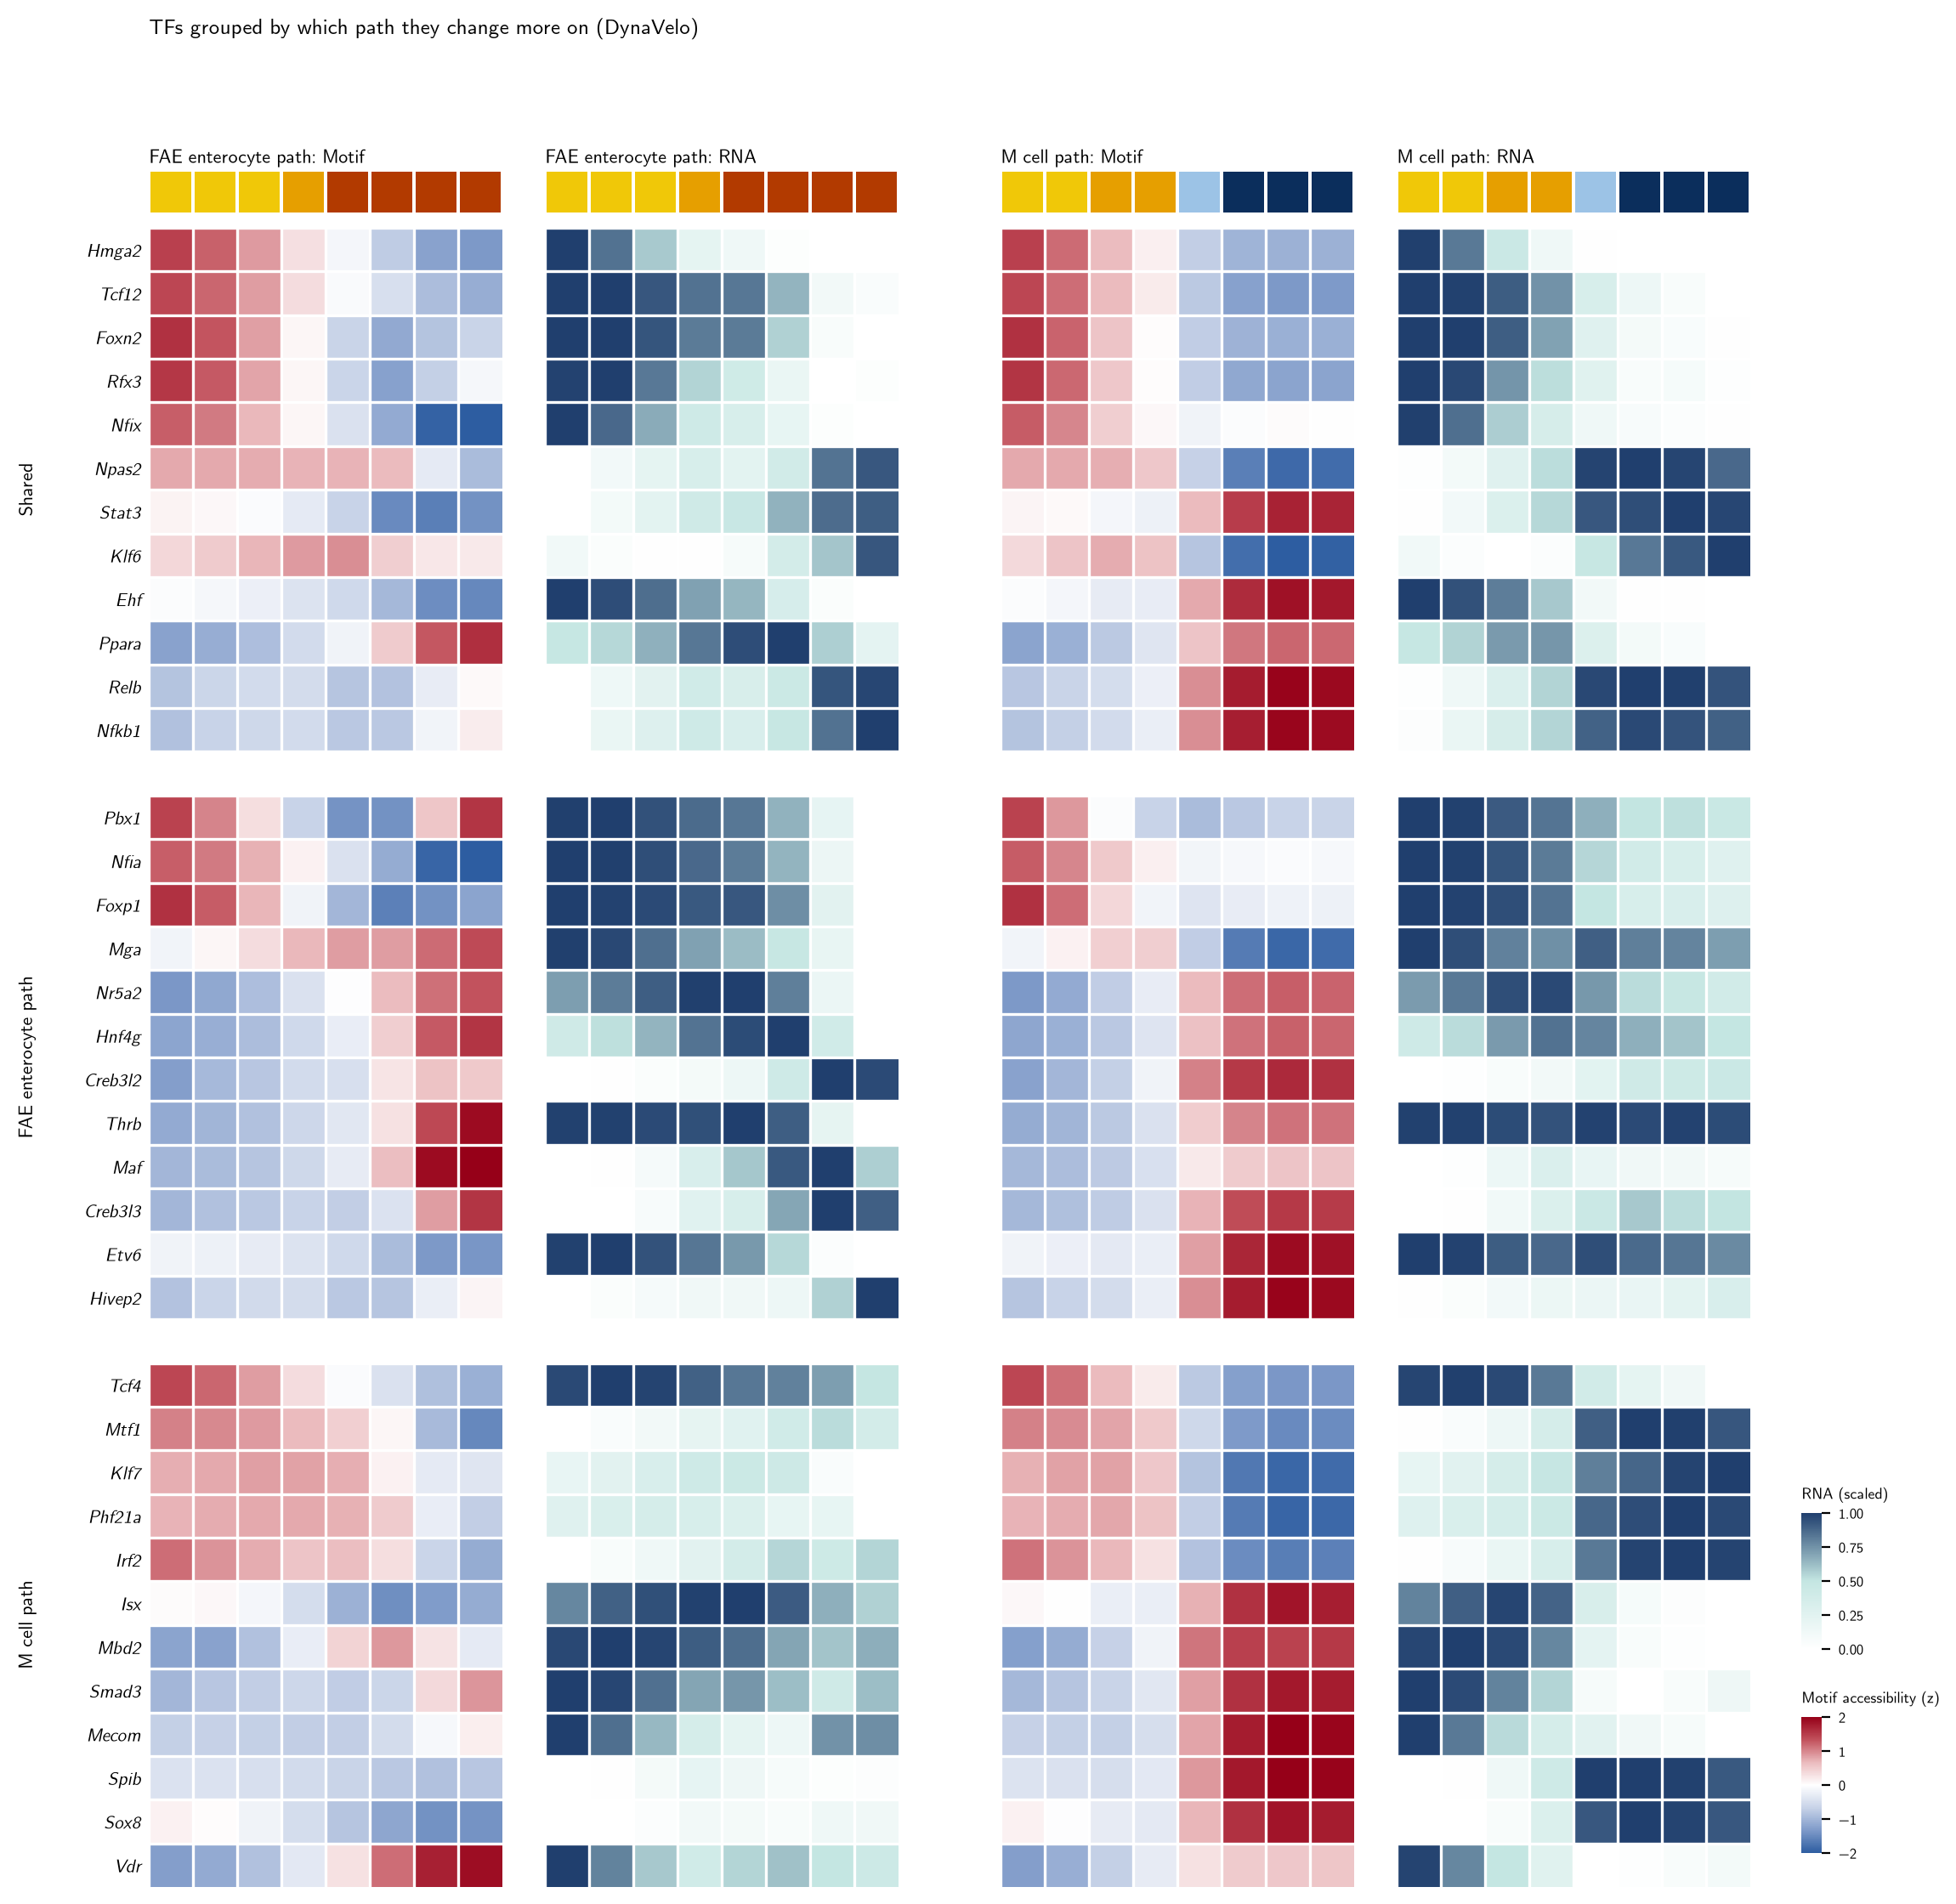 TFs grouped by which path they change more on (DynaVelo)
FAE enterocyte path: Motif
FAE enterocyte path: RNA
M cell path: Motif
M cell path: RNA
Shared
Hmga2
Tcf12
Foxn2
Rfx3
Nfix
Npas2
Stat3
Klf6
Ehf
Ppara
Relb
Nfkb1
FAE enterocyte path
Pbx1
Nfia
Foxp1
Mga
Nr5a2
Hnf4g
Creb3l2
Thrb
Maf
Creb3l3
Etv6
Hivep2
M cell path
Tcf4
Mtf1
Klf7
Phf21a
Irf2
Isx
Mbd2
Smad3
Mecom
Spib
Sox8
Vdr
RNA (scaled)
1.00
0.75
0.50
0.25
0.00
Motif accessibility (z)
2
1
0
−1
−2